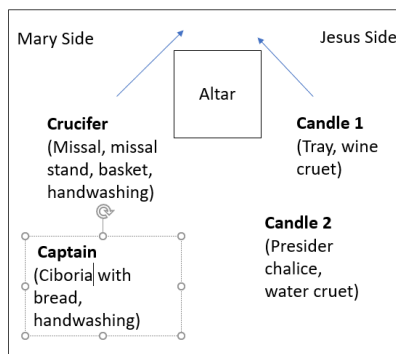 Mary Side
Jesus Side
Altar
Crucifer
(Missal, missal
stand, basket,
handwashing)
Candle 1
(Tray, wine
cruet)
Candle 2
(Presider
chalice,
water cruet)
Captain
(Ciboria with
bread,
handwashing)